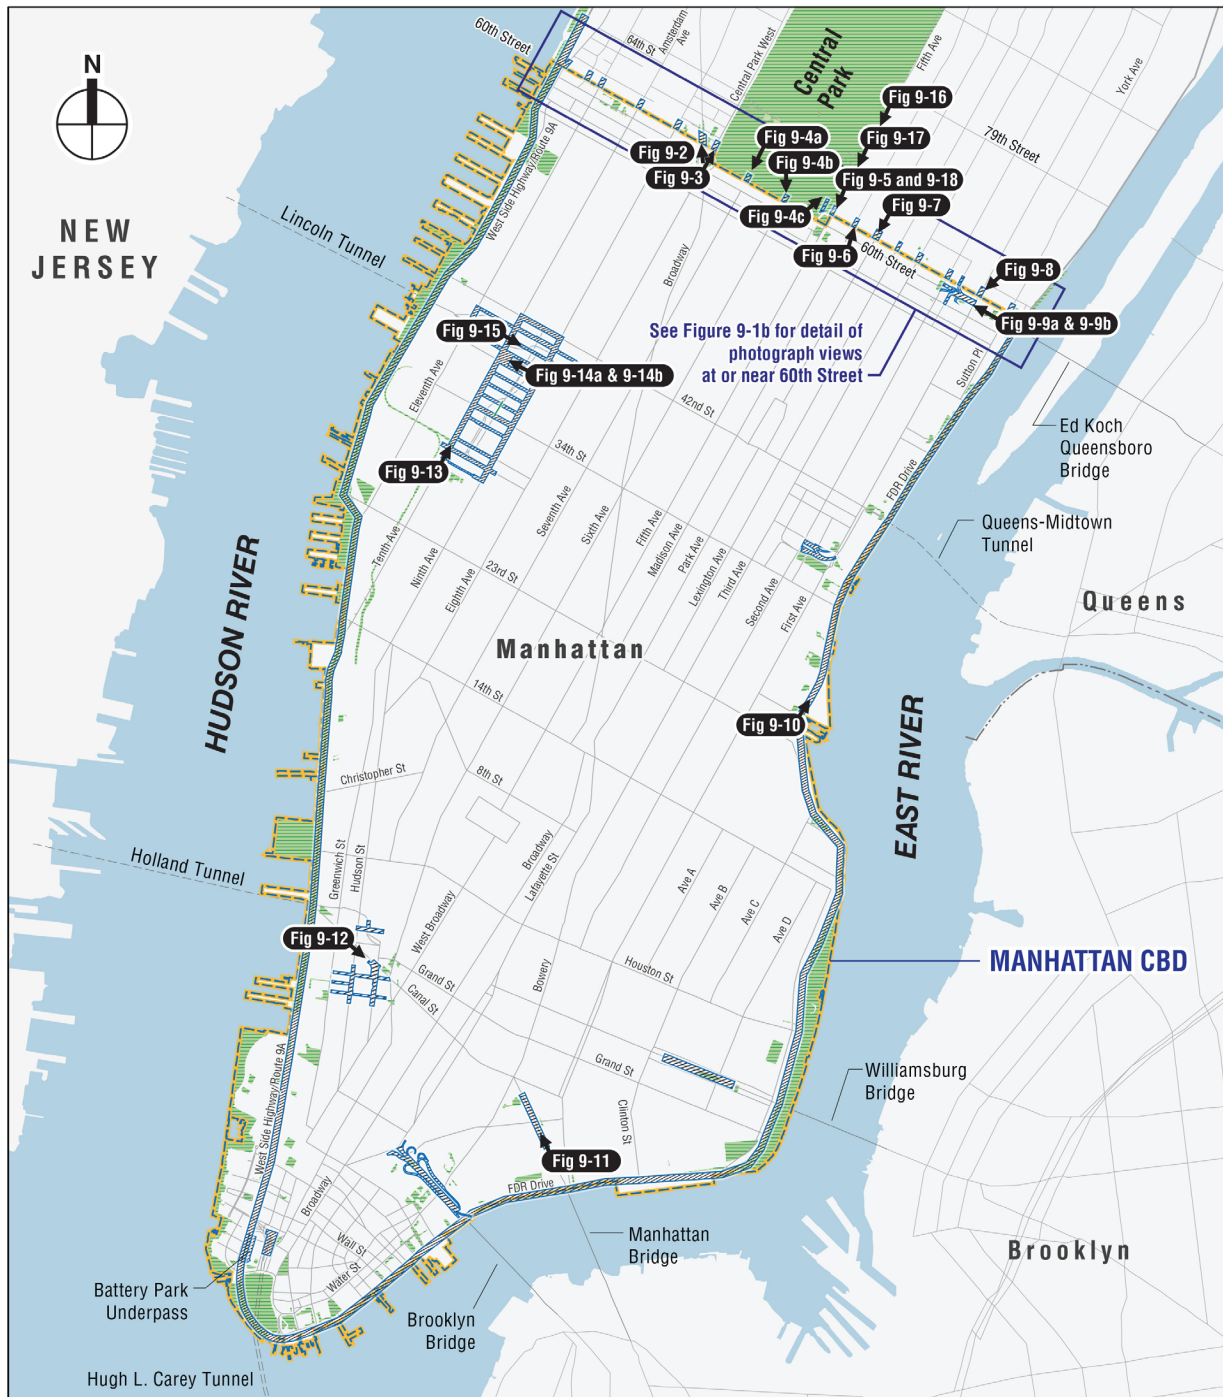 60th Street
64th St
Amsterdam
Ave
Central Park West
Central
Park
Fifth Ave
York Ave
N
79th Street
Fig 9-16
Fig 9-17
Fig 9-4a
Fig 9-2
Fig 9-4b
Fig 9-3
Fig 9-5 and 9-18
Fig 9-7
Fig 9-4c
Fig 9-6
60th Street
Fig 9-8
Fig 9-9a & 9-9b
NEW
JERSEY
Lincoln Tunnel
West Side Highway/Route 9A
Broadway
See Figure 9-1b for detail of
photograph views
at or near 60th Street
Sutton Pl
Fig 9-15
Fig 9-14a & 9-14b
Eleventh Ave
42nd St
Ed Koch
Queensboro
Bridge
34th St
Fig 9-13
FDR Drive
Queens-Midtown
Tunnel
Seventh Ave
Sixth Ave
Fifth Ave
Madison Ave
Park Ave
Lexington Ave
Third Ave
Second Ave
First Ave
Tenth Ave
Ninth Ave
Eighth Ave
23rd St
HUDSON RIVER
Queens
Manhattan
14th St
Fig 9-10
EAST RIVER
Christopher St
8th St
Holland Tunnel
Greenwich St
Hudson St
Broadway
Lafayette St
West Broadway
Ave A
Ave B
Ave C
Ave D
Fig 9-12
Grand St
Canal St
Bowery
Houston St
MANHATTAN CBD
West Side Highway/Route 9A
Grand St
Williamsburg
Bridge
Clinton St
Fig 9-11
FDR Drive
Broadway
Wall St
Water St
Manhattan
Bridge
Brooklyn
Battery Park
Underpass
Brooklyn
Bridge
Hugh L. Carey Tunnel